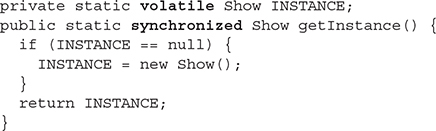 private static volatile Show INSTANCE;
public static synchronized Show getInstance() {
  if (INSTANCE == null) {
    INSTANCE = new Show();
  }
  return INSTANCE;
}